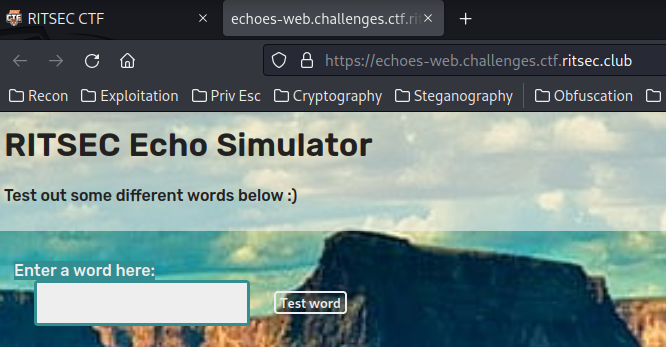 RITSEC CTF
echoes-web.challenges.ctf.ri
https://echoes-web.challenges.ctf.ritsec.club
Recon Exploitation Priv Esc Cryptography Steganography Obfuscation
RITSEC Echo Simulator
Test out some different words below :)
Enter a word here:
Test word